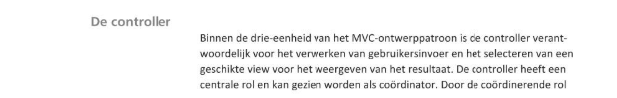 De controller
Binnen de drie-eenheid van het MVC-ontwerppatroon is de controller verant-
woordelijk voor het verwerken van gebruikersinvoer en het selecteren van een
geschikte view voor het weergeven van het resultaat. De controller heeft een
centrale rol en kan gezien worden als coördinator. Door de coördinerende rol